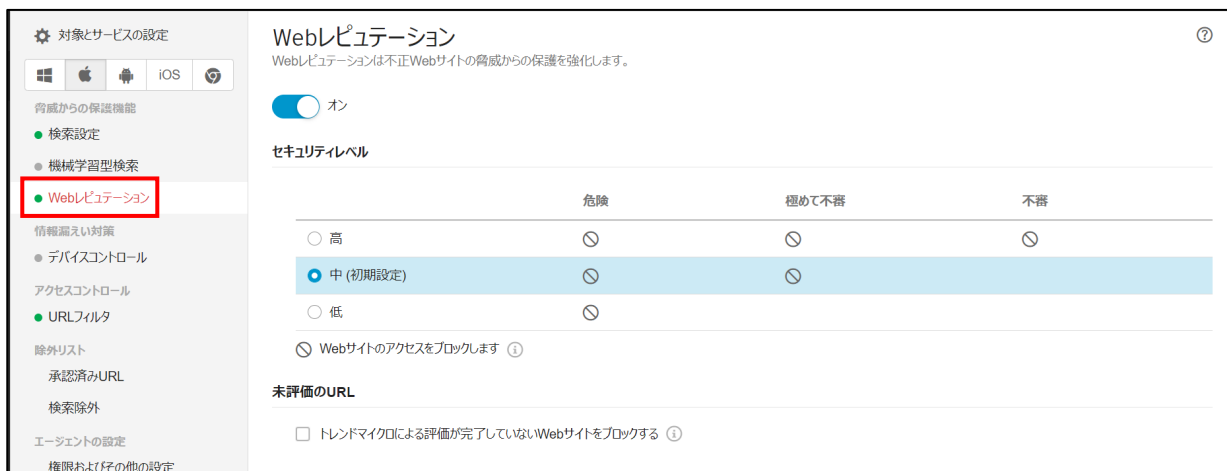 対象とサービスの設定
iOS
脅威からの保護機能
検索設定
機械学習型検索
Webレピュテーション
情報漏えい対策
デバイスコントロール
アクセスコントロール
URLフィルタ
除外リスト
承認済みURL
検索除外
エージェントの設定
権限およびその他の設定
Webレピュテーション
Webレピュテーションは不正Webサイトの脅威からの保護を強化します。
オン
セキュリティレベル
危険 極めて不審 不審
高
中 (初期設定)
低
Webサイトのアクセスをブロックします
未評価のURL
トレンドマイクロによる評価が完了していないWebサイトをブロックする